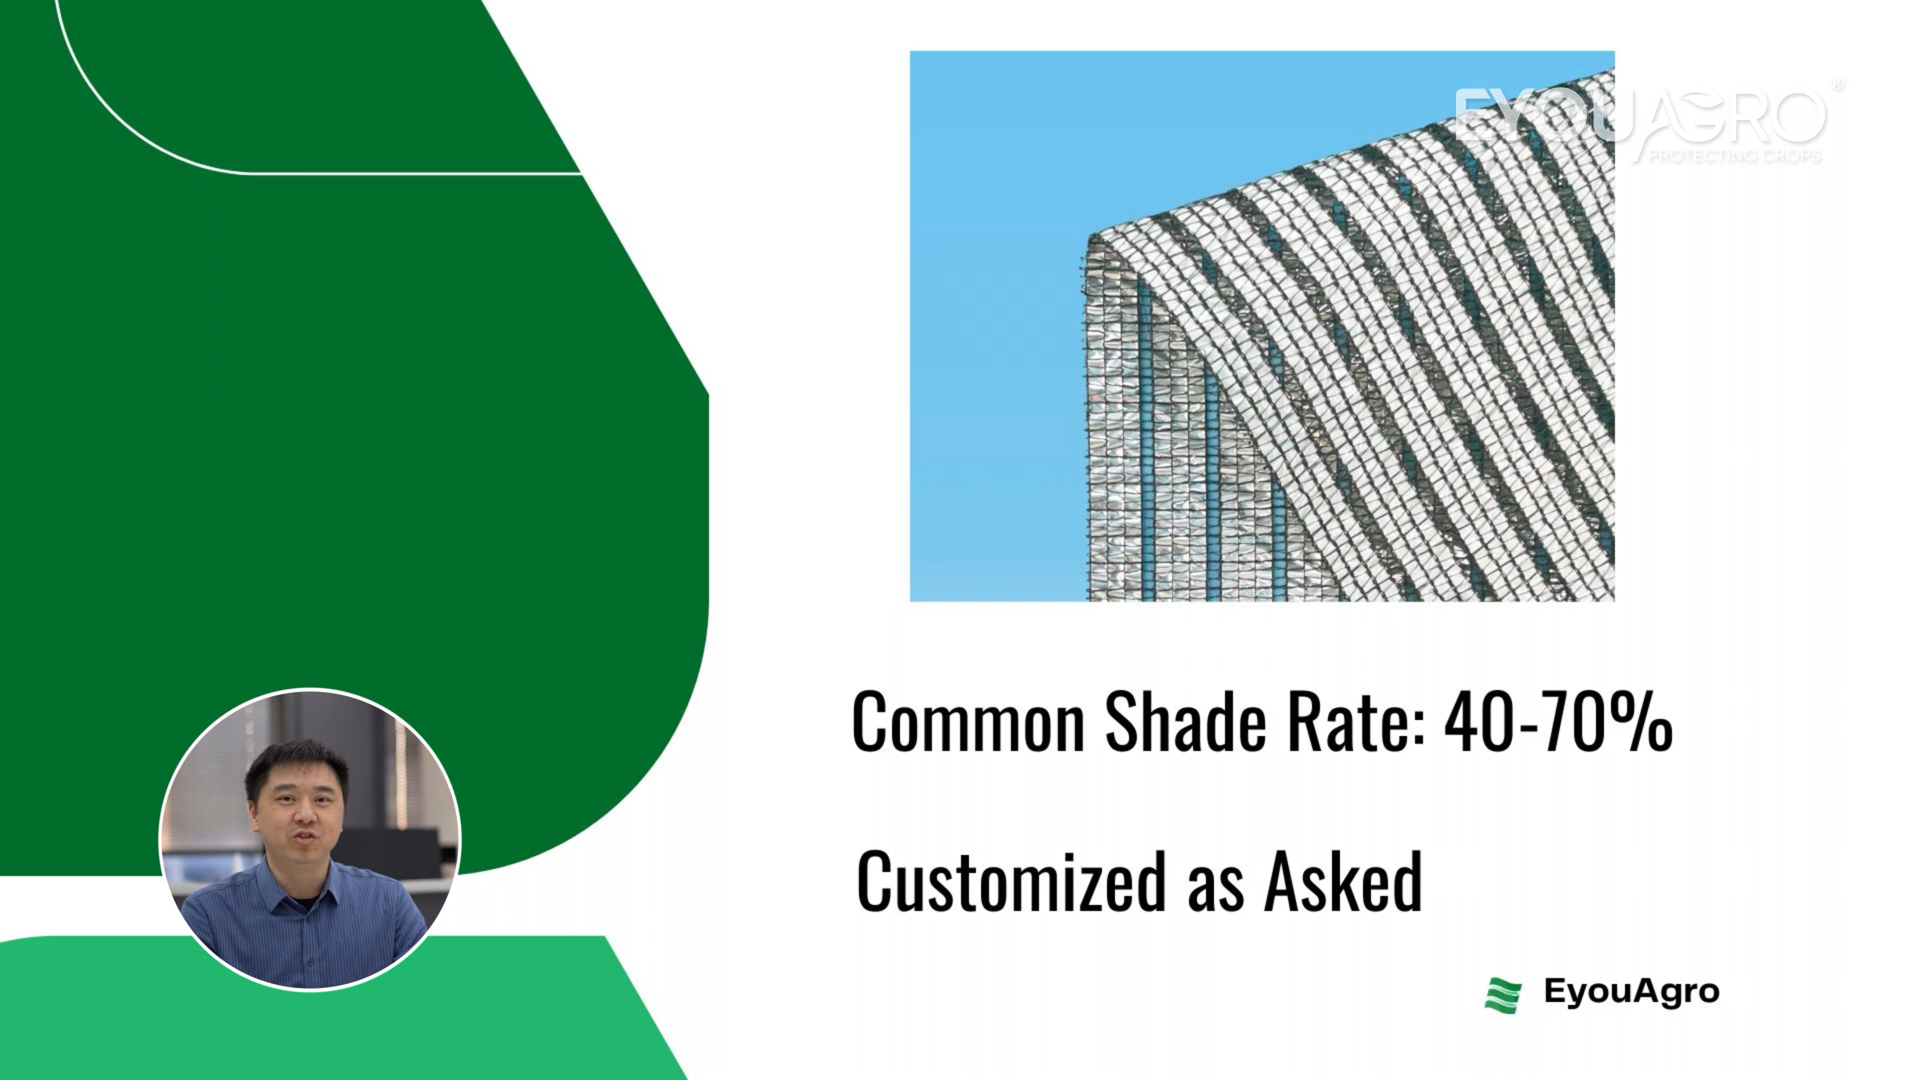 EYOUAGRO®
PROTECTING CROPS
Common Shade Rate: 40-70%
Customized as Asked
EyouAgro